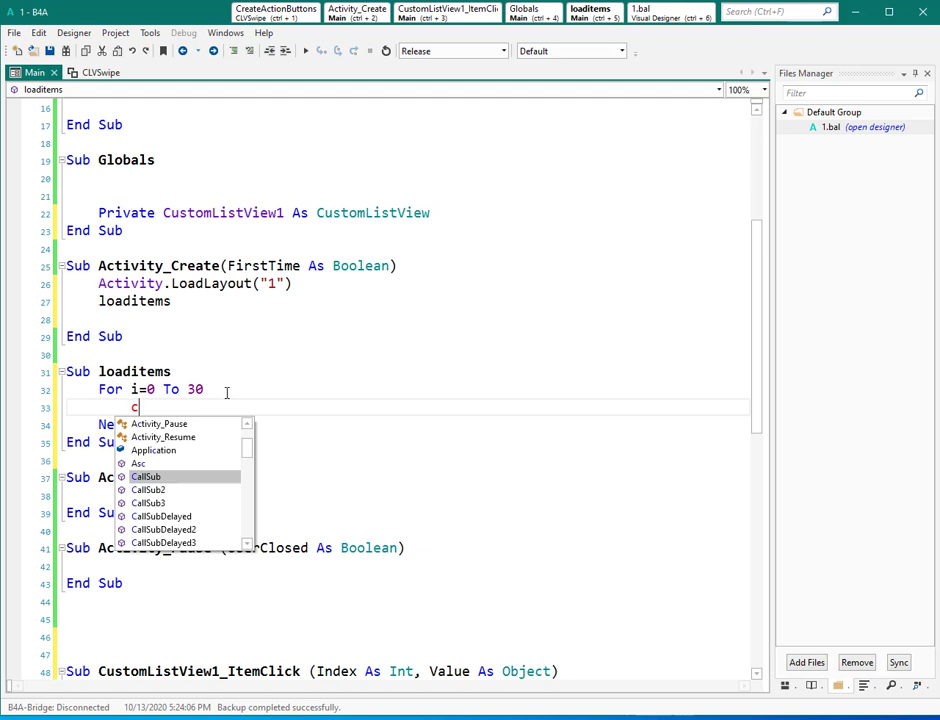 1 - B4A
CreateActionButtons
CLVSwipe (ctrl + 1)
Activity_Create
Main (ctrl + 2)
CustomListView1_ItemCli
Main (ctrl + 3)
Globals
Main (ctrl + 4)
loaditems
Main (ctrl + 5)
1.bal
Visual Designer (ctrl + 6)
Search (Ctrl+F)
File Edit Designer Project Tools Debug Windows Help
Release
Default
Main
CLVSwipe
loaditems
100%
16
17 End Sub
18
19 Sub Globals
20
21
22 Private CustomListView1 As CustomListView
23 End Sub
24
25 Sub Activity_Create(FirstTime As Boolean)
26 Activity.LoadLayout("1")
27 loaditems
28
29 End Sub
30
31 Sub loaditems
32 For i=0 To 30
33 c
34 Ne
35 End Su
36
37 Sub Ac
38
39 End Su
40
41 Sub As Boolean)
42
43 End Sub
44
45
46
47
48 Sub CustomListView1_ItemClick (Index As Int, Value As Object)
Activity_Pause
Activity_Resume
Application
Asc
CallSub
CallSub2
CallSub3
CallSubDelayed
CallSubDelayed2
CallSubDelayed3
Files Manager
Filter
Default Group
1.bal (open designer)
Add Files
Remove
Sync
B4A-Bridge: Disconnected 10/13/2020 5:24:06 PM Backup completed successfully.